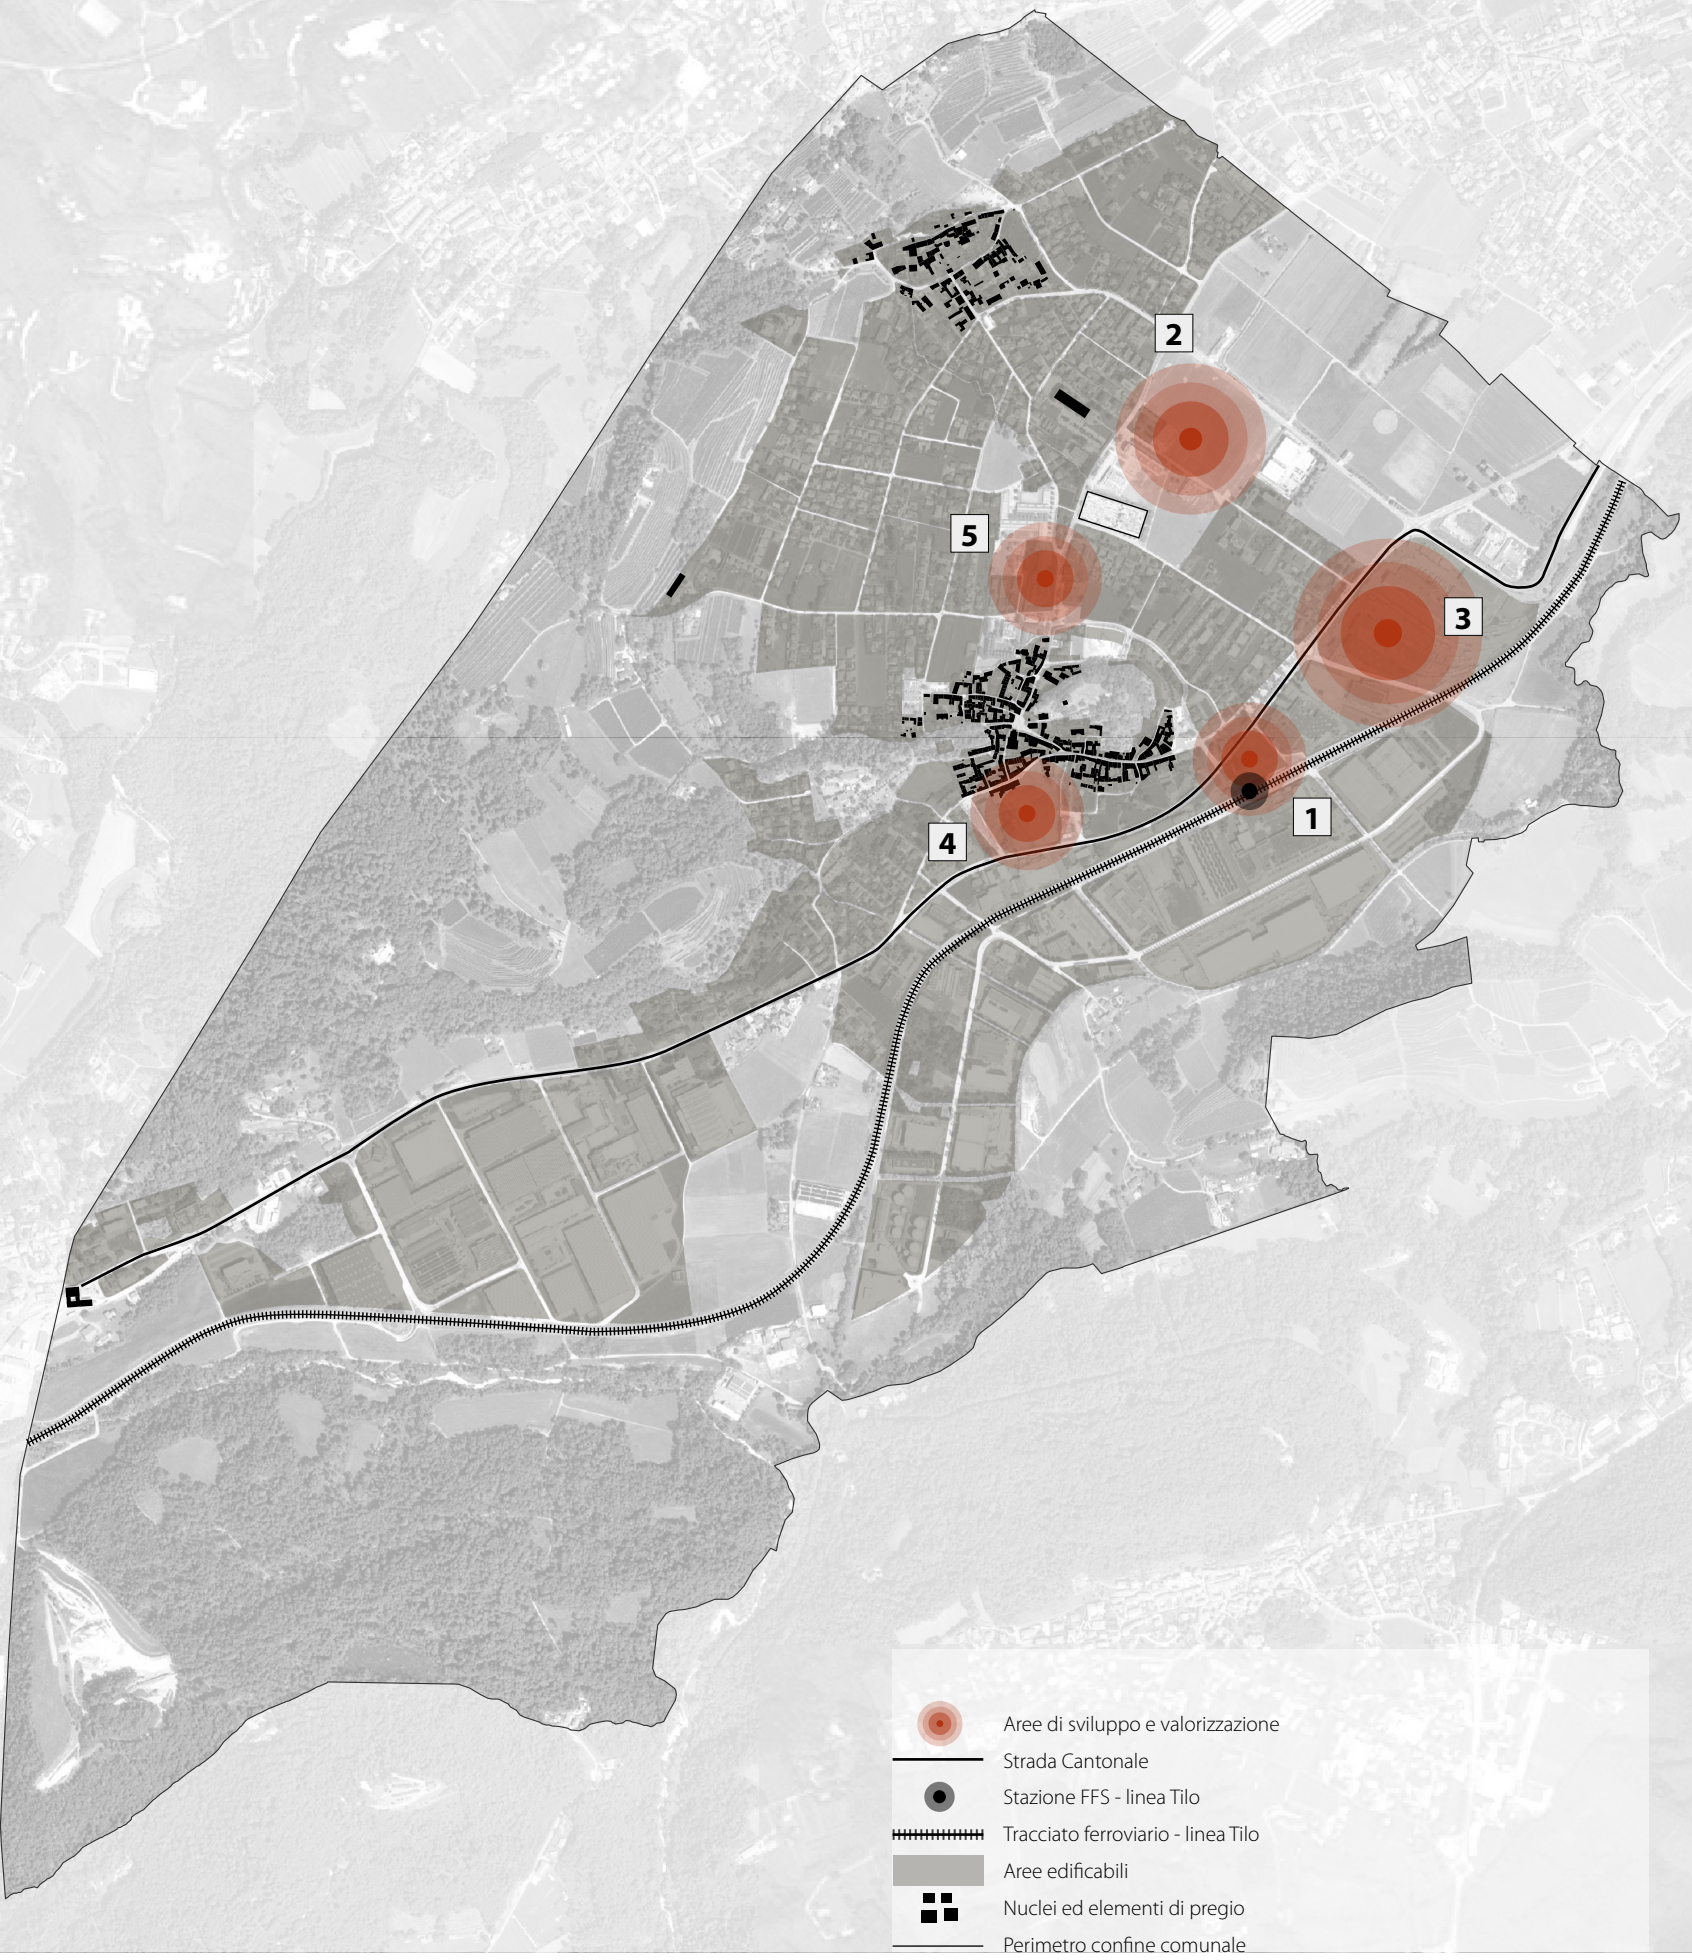 2
5
3
1
4
Aree di sviluppo e valorizzazione
Strada Cantonale
Stazione FFS - linea Tilo
Tracciato ferroviario - linea Tilo
Aree edificabili
Nuclei ed elementi di pregio
Perimetro confine comunale